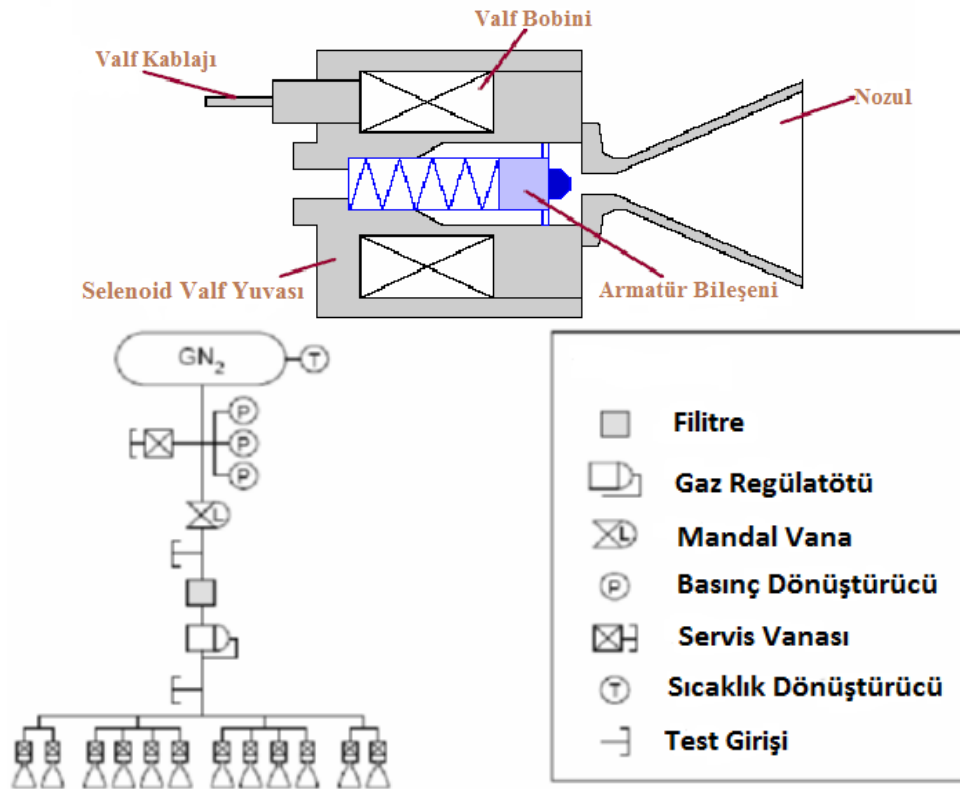 Valf Bobini
Valf Kablajı
Nozul
Selenoid Valf Yuvası
Armatür Bileşeni
GN₂
T
P
P
P
L
Filitre
Gaz Regülatötü
L
Mandal Vana
P
Basınç Dönüştürücü
Servis Vanası
T
Sıcaklık Dönüştürücü
Test Girişi